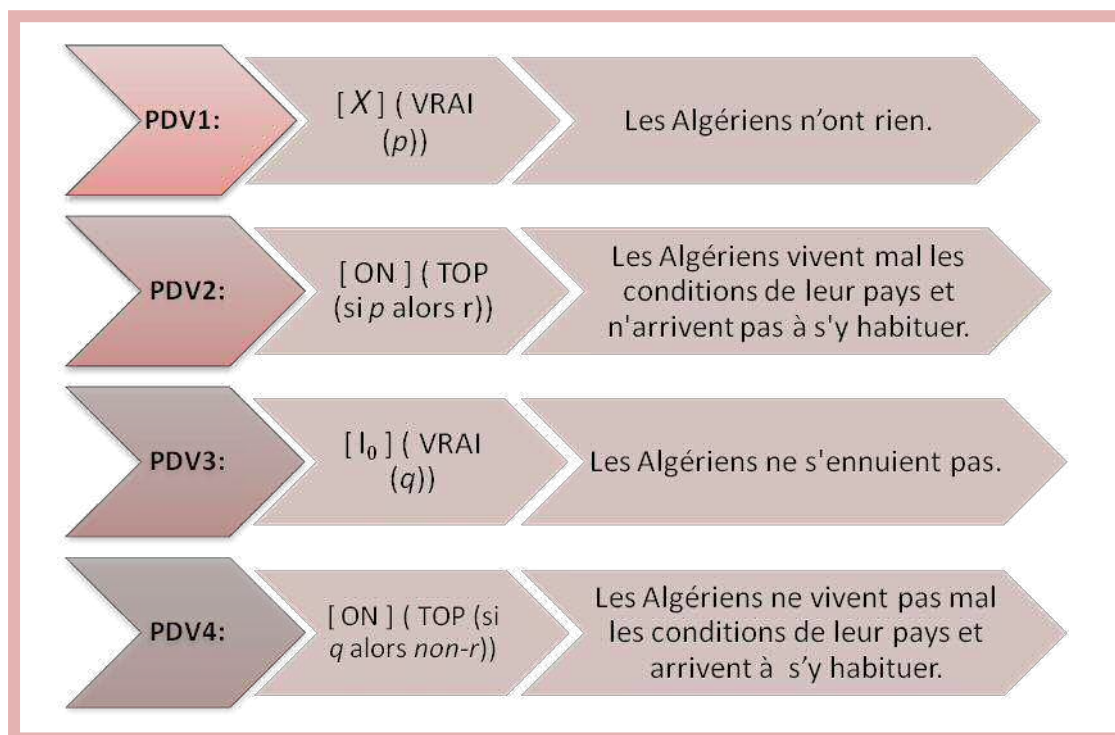 PDV1:
[ X ] ( VRAI
(p))
Les Algériens n’ont rien.
PDV2:
[ ON ] ( TOP
(si p alors r))
Les Algériens vivent mal les
conditions de leur pays et
n'arrivent pas à s'y habituer.
PDV3:
[ I₀ ] ( VRAI
(q))
Les Algériens ne s'ennuient pas.
PDV4:
[ ON ] ( TOP (si
q alors non-r))
Les Algériens ne vivent pas mal
les conditions de leur pays et
arrivent à s’y habituer.